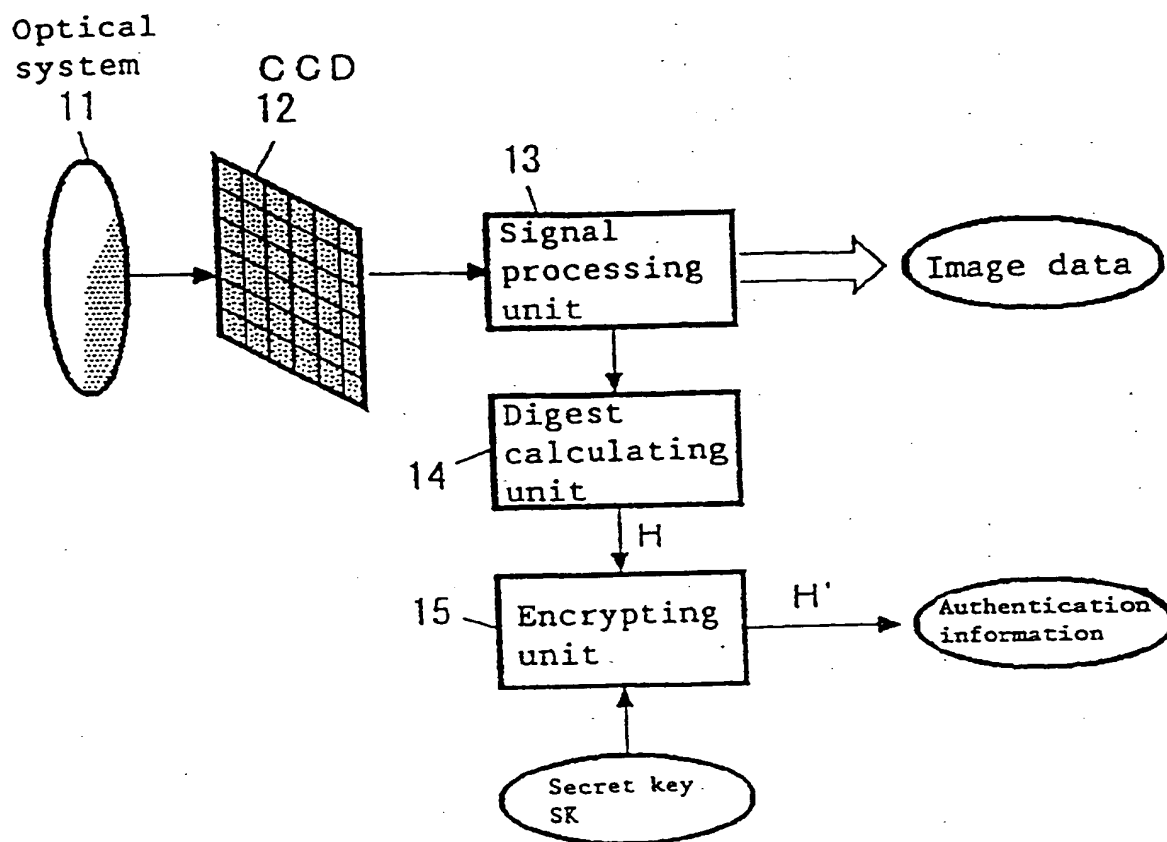 Optical
system
11
CCD
12
13
Signal
processing
unit
Image data
Digest
calculating
unit
14
H
15
Encrypting
unit
H'
Authentication
information
Secret key
SK